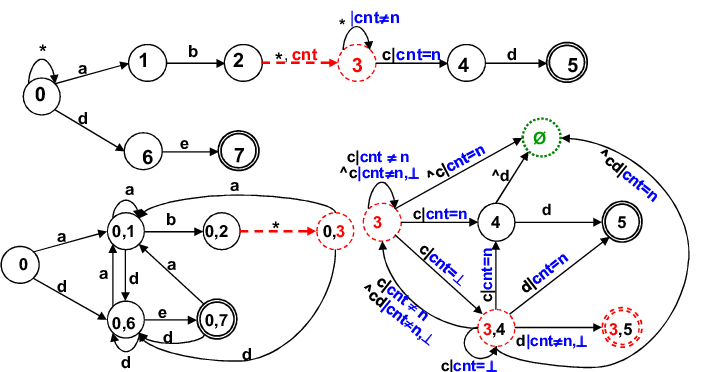 * |cnt≠n
*
a
1
b
2
*, cnt
3
c|cnt=n
4
d
5
0
d
6
e
7
Ø
c|cnt ≠ n
^c|cnt≠n,⊥
^c|cnt=n
^d
^cd|cnt=n
a
a
0,1
b
0,2
*
0,3
3
c|cnt=n
4
d
5
0
a
d
a
d
a
c|cnt=⊥
c|cnt=n
d|cnt=n
c|cnt ≠ n
^cd|cnt≠n,⊥
0,6
e
0,7
d
d
d
3,4
d|cnt≠n,⊥
3,5
c|cnt=⊥